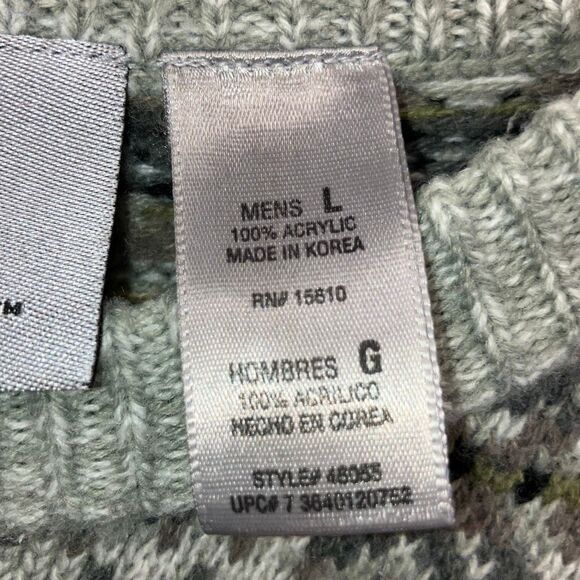 TM
MENS L
100% ACRYLIC
MADE IN KOREA
RN# 15610
HOMBRES G
100% ACRILICO
HECHO EN COREA
STYLE# 46065
UPC# 7 3640120752